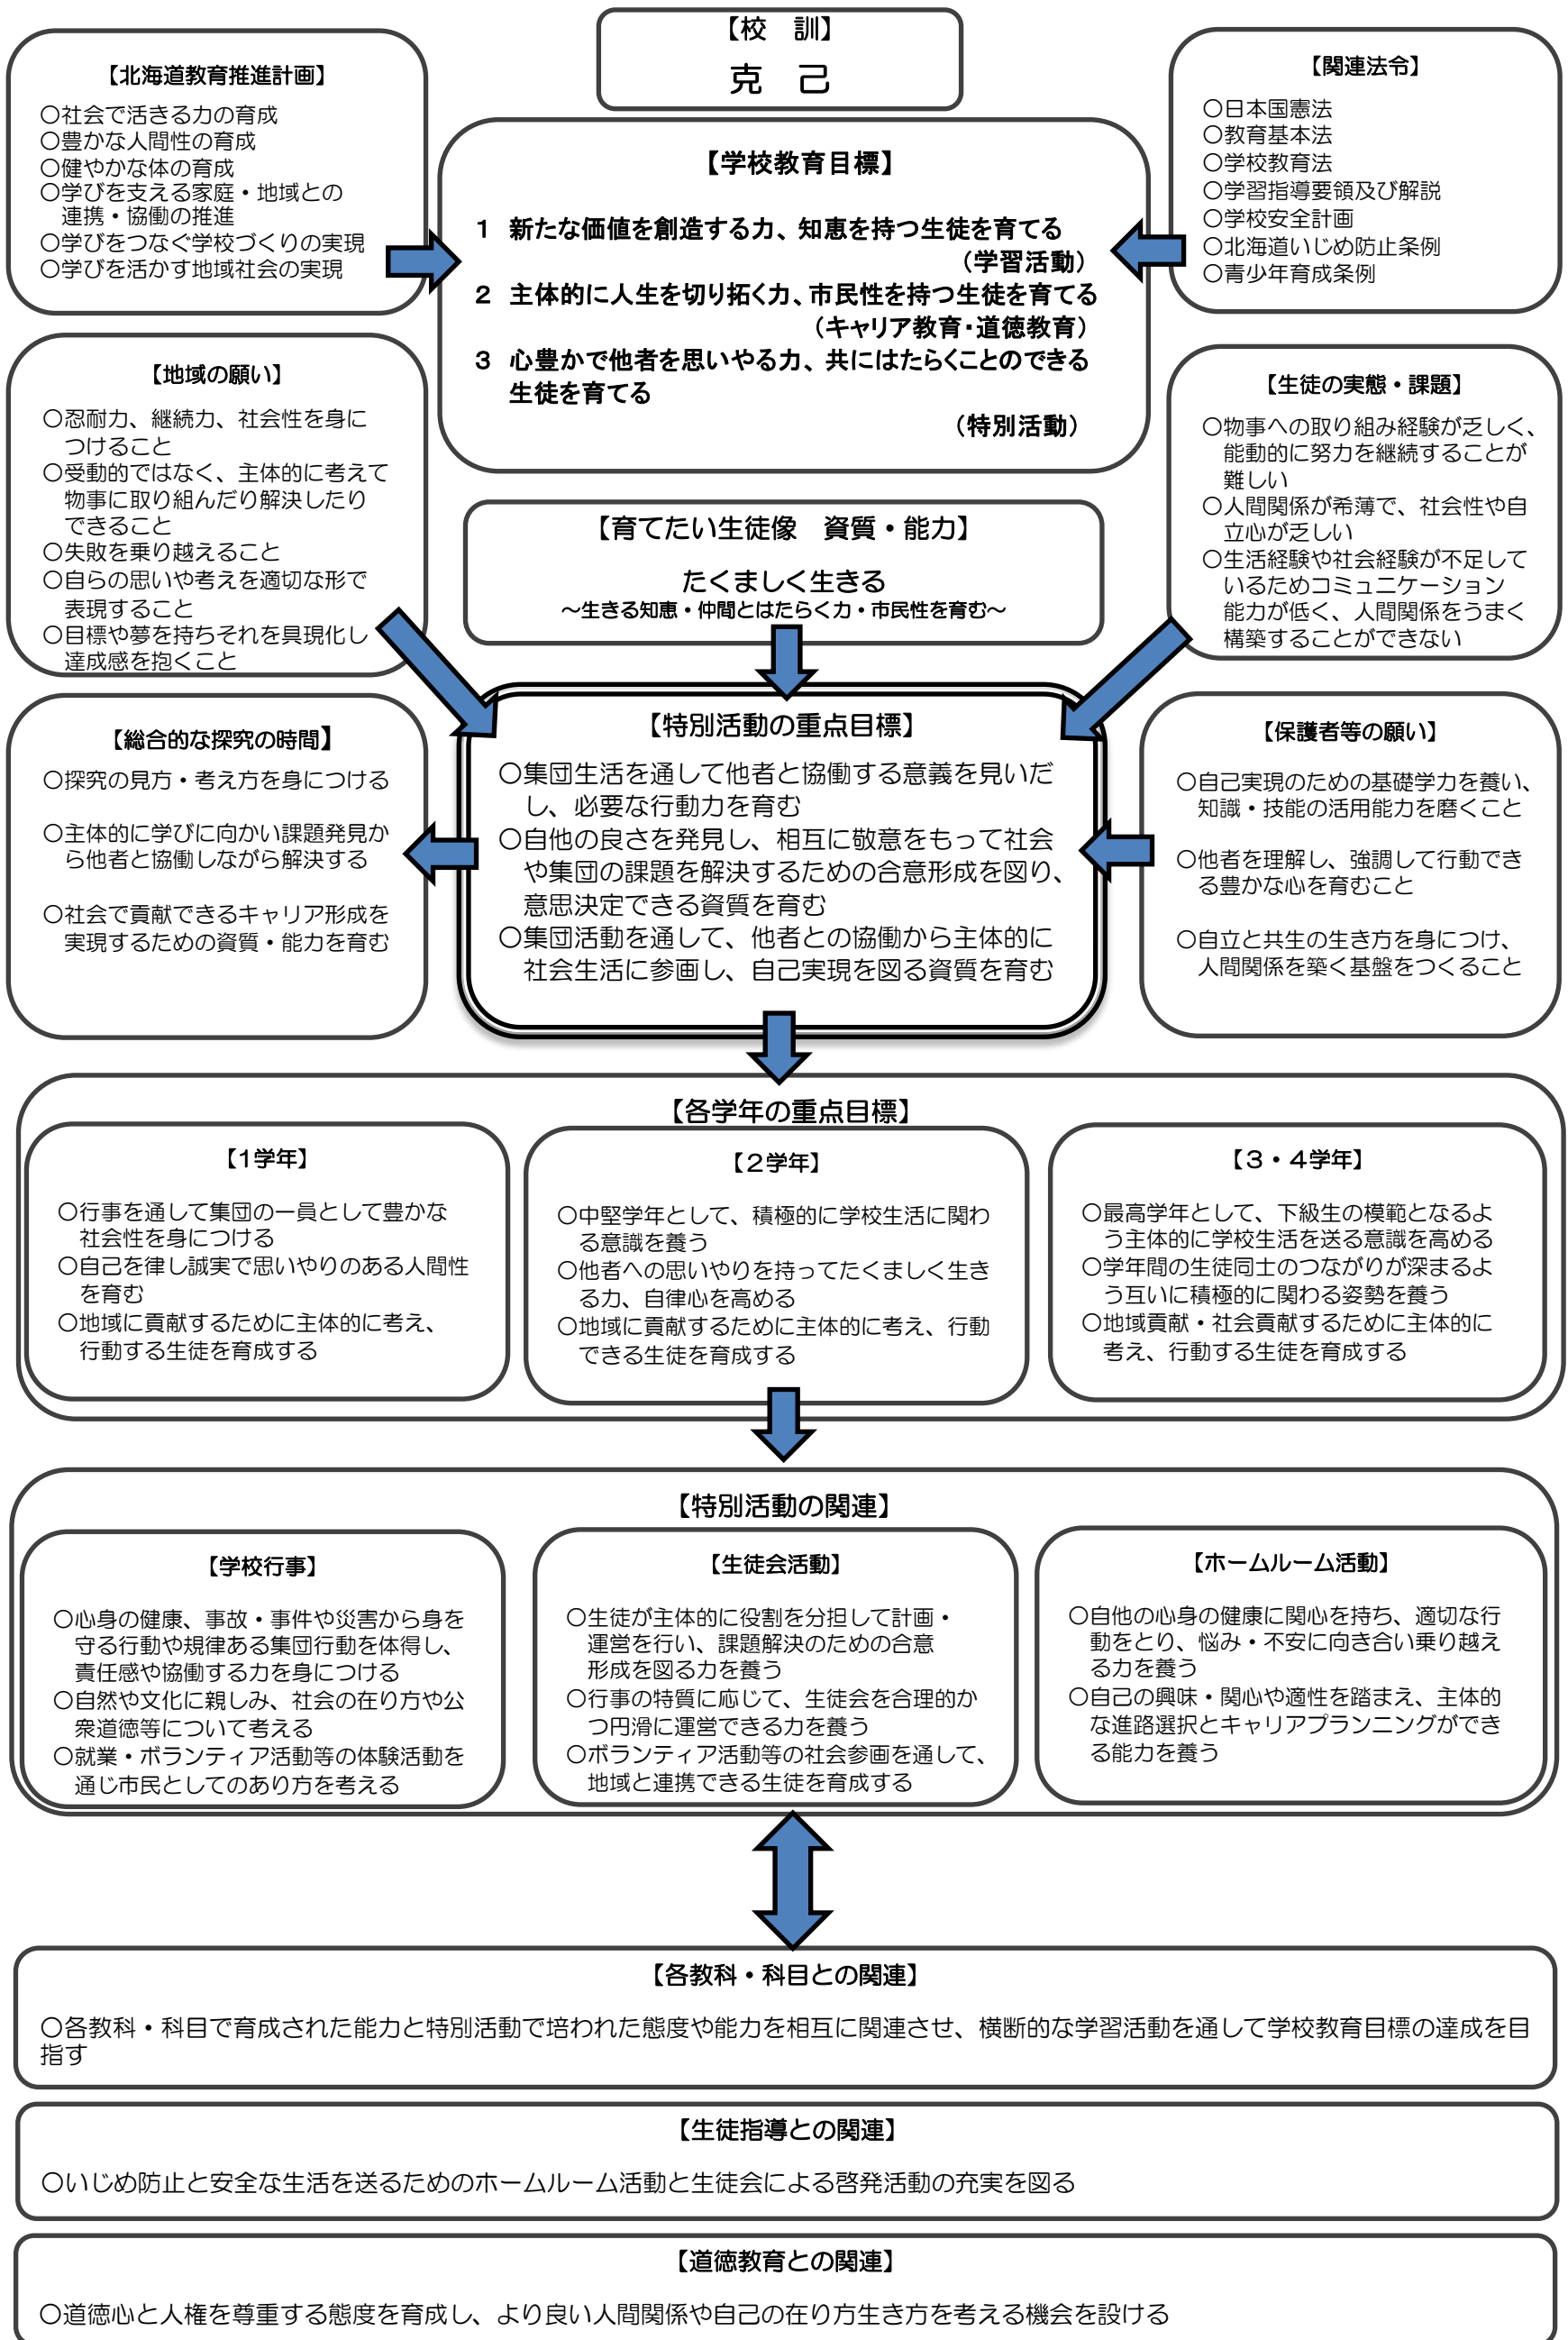 【校　訓】
克　己
【北海道教育推進計画】
〇社会で活きる力の育成
〇豊かな人間性の育成
〇健やかな体の育成
〇学びを支える家庭・地域との
連携・協働の推進
〇学びをつなぐ学校づくりの実現
〇学びを活かす地域社会の実現
【学校教育目標】
１　新たな価値を創造する力、知恵を持つ生徒を育てる
（学習活動）
２　主体的に人生を切り拓く力、市民性を持つ生徒を育てる
（キャリア教育・道徳教育）
３　心豊かで他者を思いやる力、共にはたらくことのできる
生徒を育てる
（特別活動）
【関連法令】
〇日本国憲法
〇教育基本法
〇学校教育法
〇学習指導要領及び解説
〇学校安全計画
〇北海道いじめ防止条例
〇青少年育成条例
【地域の願い】
〇忍耐力、継続力、社会性を身に
つけること
〇受動的ではなく、主体的に考えて
物事に取り組んだり解決したり
できること
〇失敗を乗り越えること
〇自らの思いや考えを適切な形で
表現すること
〇目標や夢を持ちそれを具現化し
達成感を抱くこと
【育てたい生徒像　資質・能力】
たくましく生きる
～生きる知恵・仲間とはたらく力・市民性を育む～
【生徒の実態・課題】
〇物事への取り組み経験が乏しく、
能動的に努力を継続することが
難しい
〇人間関係が希薄で、社会性や自
立心が乏しい
〇生活経験や社会経験が不足して
いるためコミュニケーション
能力が低く、人間関係をうまく
構築することができない
【総合的な探究の時間】
〇探究の見方・考え方を身につける
〇主体的に学びに向かい課題発見か
ら他者と協働しながら解決する
〇社会で貢献できるキャリア形成を
実現するための資質・能力を育む
【特別活動の重点目標】
〇集団生活を通して他者と協働する意義を見いだ
し、必要な行動力を育む
〇自他の良さを発見し、相互に敬意をもって社会
や集団の課題を解決するための合意形成を図り、
意思決定できる資質を育む
〇集団活動を通して、他者との協働から主体的に
社会生活に参画し、自己実現を図る資質を育む
【保護者等の願い】
〇自己実現のための基礎学力を養い、
知識・技能の活用能力を磨くこと
〇他者を理解し、強調して行動でき
る豊かな心を育むこと
〇自立と共生の生き方を身につけ、
人間関係を築く基盤をつくること
【各学年の重点目標】
【1学年】
〇行事を通して集団の一員として豊かな
社会性を身につける
〇自己を律し誠実で思いやりのある人間性
を育む
〇地域に貢献するために主体的に考え、
行動する生徒を育成する
【２学年】
〇中堅学年として、積極的に学校生活に関わ
る意識を養う
〇他者への思いやりを持ってたくましく生き
る力、自律心を高める
〇地域に貢献するために主体的に考え、行動
できる生徒を育成する
【３・４学年】
〇最高学年として、下級生の模範となるよ
う主体的に学校生活を送る意識を高める
〇学年間の生徒同士のつながりが深まるよ
う互いに積極的に関わる姿勢を養う
〇地域貢献・社会貢献するために主体的に
考え、行動する生徒を育成する
【特別活動の関連】
【学校行事】
〇心身の健康、事故・事件や災害から身を
守る行動や規律ある集団行動を体得し、
責任感や協働する力を身につける
〇自然や文化に親しみ、社会の在り方や公
衆道徳等について考える
〇就業・ボランティア活動等の体験活動を
通じ市民としてのあり方を考える
【生徒会活動】
〇生徒が主体的に役割を分担して計画・
運営を行い、課題解決のための合意
形成を図る力を養う
〇行事の特質に応じて、生徒会を合理的か
つ円滑に運営できる力を養う
〇ボランティア活動等の社会参画を通して、
地域と連携できる生徒を育成する
【ホームルーム活動】
〇自他の心身の健康に関心を持ち、適切な行
動をとり、悩み・不安に向き合い乗り越え
る力を養う
〇自己の興味・関心や適性を踏まえ、主体的
な進路選択とキャリアプランニングができ
る能力を養う
【各教科・科目との関連】
〇各教科・科目で育成された能力と特別活動で培われた態度や能力を相互に関連させ、横断的な学習活動を通して学校教育目標の達成を目
指す
【生徒指導との関連】
〇いじめ防止と安全な生活を送るためのホームルーム活動と生徒会による啓発活動の充実を図る
【道徳教育との関連】
〇道徳心と人権を尊重する態度を育成し、より良い人間関係や自己の在り方生き方を考える機会を設ける